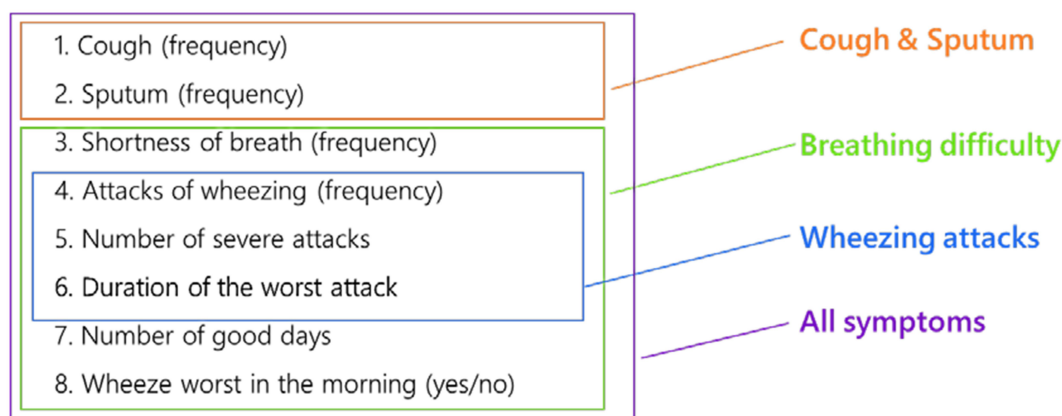 1. Cough (frequency)
2. Sputum (frequency)
3. Shortness of breath (frequency)
4. Attacks of wheezing (frequency)
5. Number of severe attacks
6. Duration of the worst attack
7. Number of good days
8. Wheeze worst in the morning (yes/no)
Cough & Sputum
Breathing difficulty
Wheezing attacks
All symptoms